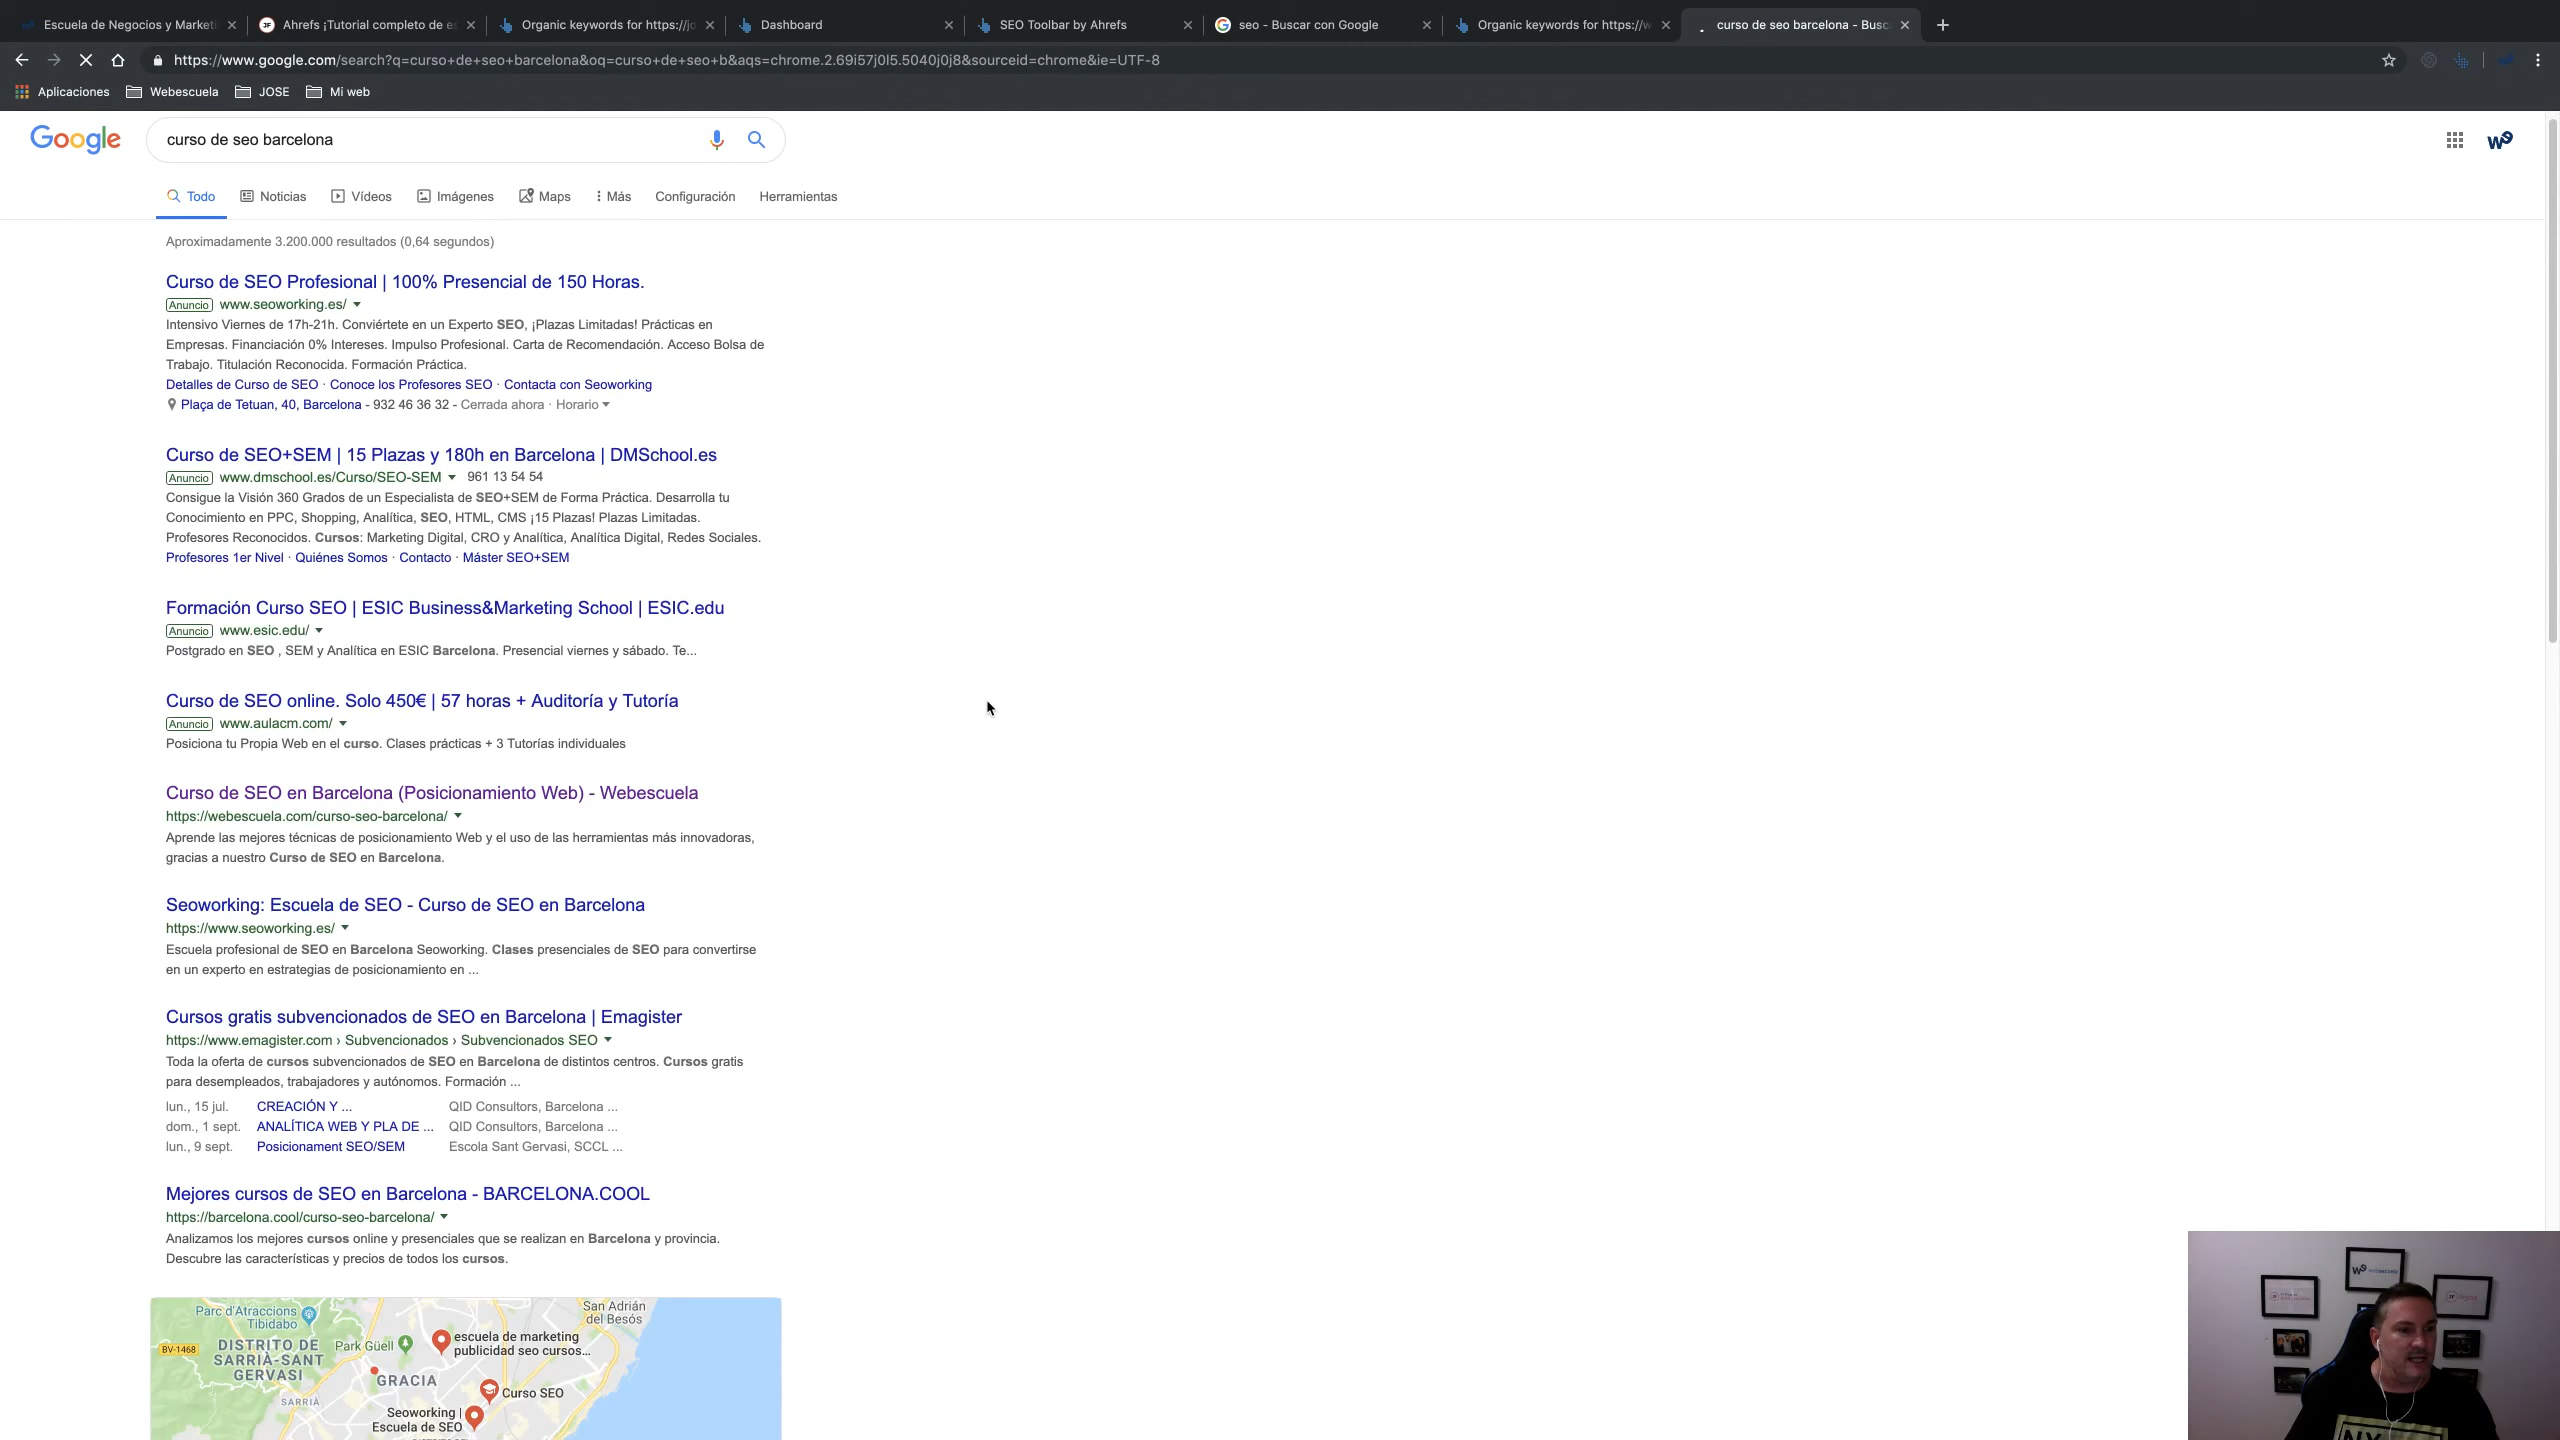 Escuela de Negocios y Marketi
Ahrefs ¡Tutorial completo de es
Organic keywords for https://jo
Dashboard
SEO Toolbar by Ahrefs
seo - Buscar con Google
Organic keywords for https://w
curso de seo barcelona - Busc
https://www.google.com/search?q=curso+de+seo+barcelona&oq=curso+de+seo+b&aqs=chrome.2.69i57j0l5.5040j0j8&sourceid=chrome&ie=UTF-8
Aplicaciones
Webescuela
JOSE
Mi web
Google
curso de seo barcelona
Todo
Noticias
Vídeos
Imágenes
Maps
Más
Configuración
Herramientas
Aproximadamente 3.200.000 resultados (0,64 segundos)
Curso de SEO Profesional | 100% Presencial de 150 Horas.
Anuncio www.seoworking.es/
Intensivo Viernes de 17h-21h. Conviértete en un Experto SEO, ¡Plazas Limitadas! Prácticas en
Empresas. Financiación 0% Intereses. Impulso Profesional. Carta de Recomendación. Acceso Bolsa de
Trabajo. Titulación Reconocida. Formación Práctica.
Detalles de Curso de SEO · Conoce los Profesores SEO · Contacta con Seoworking
Plaça de Tetuan, 40, Barcelona - 932 46 36 32 - Cerrada ahora · Horario
Curso de SEO+SEM | 15 Plazas y 180h en Barcelona | DMSchool.es
Anuncio www.dmschool.es/Curso/SEO-SEM 961 13 54 54
Consigue la Visión 360 Grados de un Especialista de SEO+SEM de Forma Práctica. Desarrolla tu
Conocimiento en PPC, Shopping, Analítica, SEO, HTML, CMS ¡15 Plazas! Plazas Limitadas.
Profesores Reconocidos. Cursos: Marketing Digital, CRO y Analítica, Analítica Digital, Redes Sociales.
Profesores 1er Nivel · Quiénes Somos · Contacto · Máster SEO+SEM
Formación Curso SEO | ESIC Business&Marketing School | ESIC.edu
Anuncio www.esic.edu/
Postgrado en SEO , SEM y Analítica en ESIC Barcelona. Presencial viernes y sábado. Te...
Curso de SEO online. Solo 450€ | 57 horas + Auditoría y Tutoría
Anuncio www.aulacm.com/
Posiciona tu Propia Web en el curso. Clases prácticas + 3 Tutorías individuales
Curso de SEO en Barcelona (Posicionamiento Web) - Webescuela
https://webescuela.com/curso-seo-barcelona/
Aprende las mejores técnicas de posicionamiento Web y el uso de las herramientas más innovadoras,
gracias a nuestro Curso de SEO en Barcelona.
Seoworking: Escuela de SEO - Curso de SEO en Barcelona
https://www.seoworking.es/
Escuela profesional de SEO en Barcelona Seoworking. Clases presenciales de SEO para convertirse
en un experto en estrategias de posicionamiento en ...
Cursos gratis subvencionados de SEO en Barcelona | Emagister
https://www.emagister.com › Subvencionados › Subvencionados SEO
Toda la oferta de cursos subvencionados de SEO en Barcelona de distintos centros. Cursos gratis
para desempleados, trabajadores y autónomos. Formación ...
lun., 15 jul. CREACIÓN Y ... QID Consultors, Barcelona ...
dom., 1 sept. ANALÍTICA WEB Y PLA DE ... QID Consultors, Barcelona ...
lun., 9 sept. Posicionament SEO/SEM Escola Sant Gervasi, SCCL ...
Mejores cursos de SEO en Barcelona - BARCELONA.COOL
https://barcelona.cool/curso-seo-barcelona/
Analizamos los mejores cursos online y presenciales que se realizan en Barcelona y provincia.
Descubre las características y precios de todos los cursos.
Parc d'Atraccions
Tibidabo
San Adrián
del Besós
BV-1468
DISTRITO DE
SARRIÀ-SANT
GERVASI
Park Güell
escuela de marketing
publicidad seo cursos...
GRACIA
SARRIÀ
Curso SEO
Seoworking |
Escuela de SEO